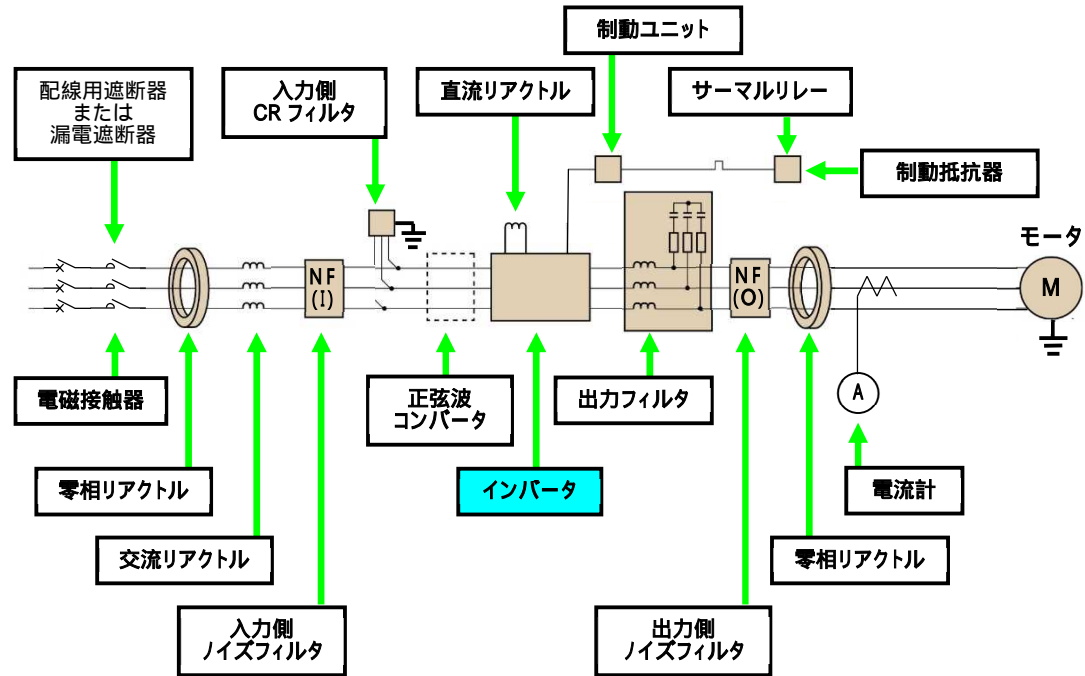 制動ユニット
配線用遮断器
または
漏電遮断器
入力側
CR フィルタ
直流リアクトル
サーマルリレー
制動抵抗器
モータ
NF
(I)
NF
(O)
M
電磁接触器
正弦波
コンバータ
出力フィルタ
A
零相リアクトル
インバータ
電流計
交流リアクトル
零相リアクトル
入力側
ノイズフィルタ
出力側
ノイズフィルタ